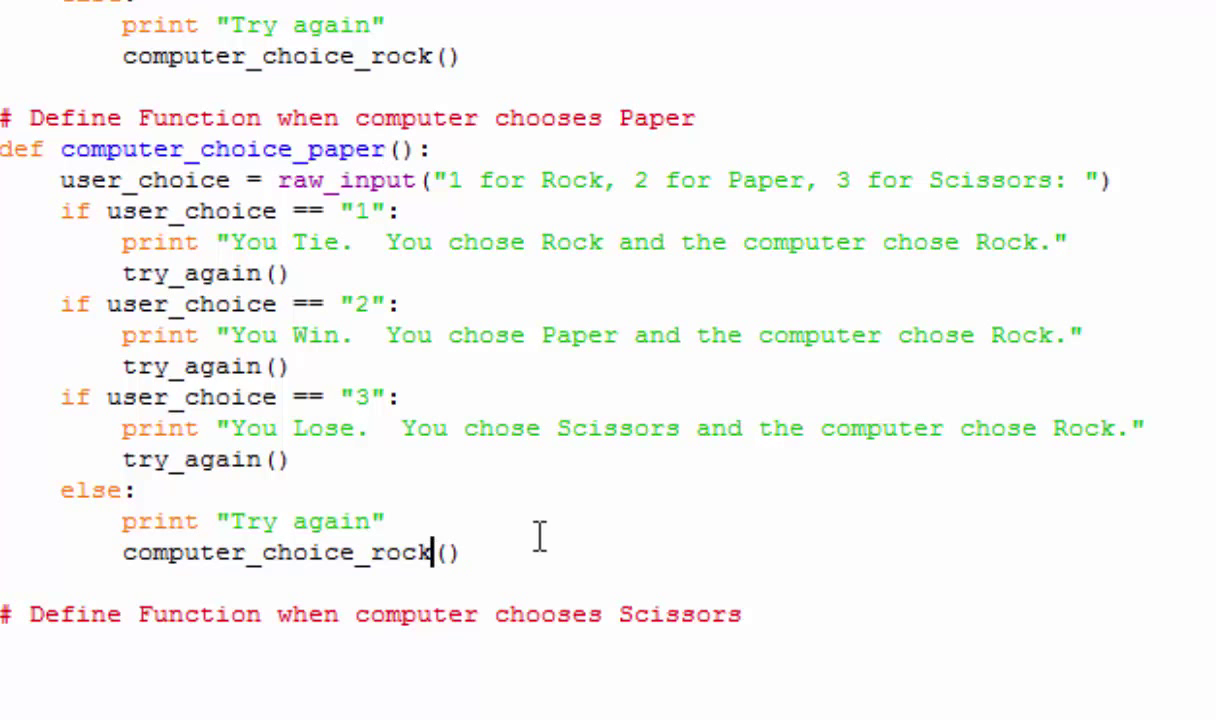 print "Try again"
computer_choice_rock()
# Define Function when computer chooses Paper
def computer_choice_paper():
user_choice = raw_input("1 for Rock, 2 for Paper, 3 for Scissors: ")
if user_choice == "1":
print "You Tie.  You chose Rock and the computer chose Rock."
try_again()
if user_choice == "2":
print "You Win.  You chose Paper and the computer chose Rock."
try_again()
if user_choice == "3":
print "You Lose.  You chose Scissors and the computer chose Rock."
try_again()
else:
print "Try again"
computer_choice_rock()
# Define Function when computer chooses Scissors